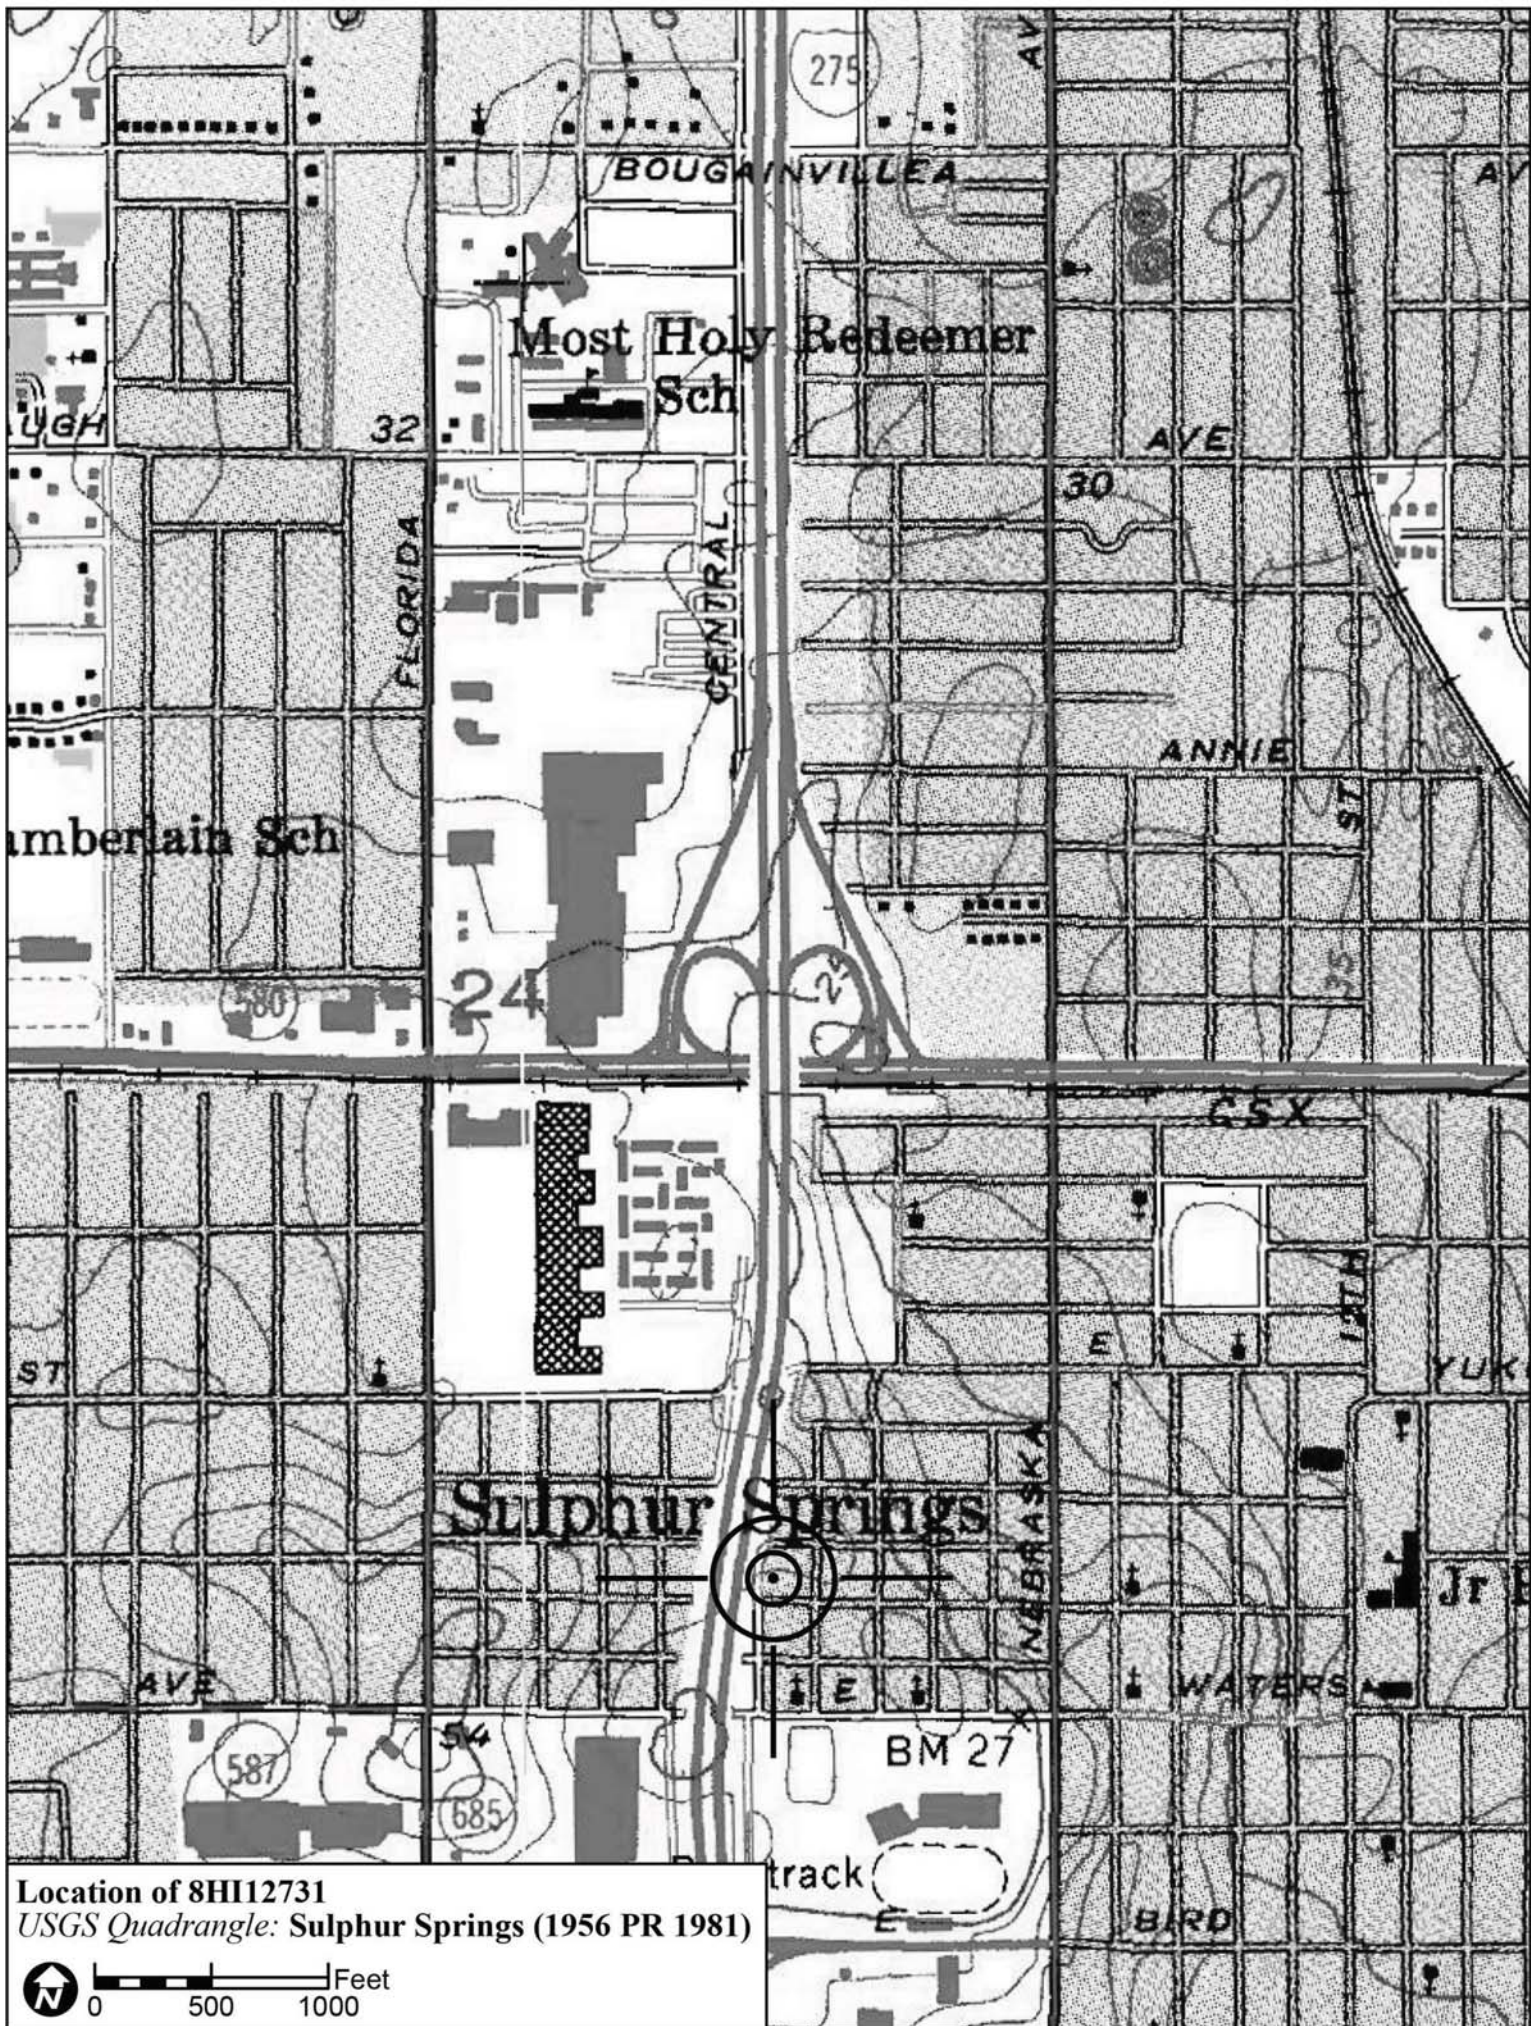 275
AV
BOUGAINVILLEA
AV
Most Holy Redeemer
Sch
UGH
32
AVE
30
FLORIDA
CENTRAL
ANNIE
ST
amberlain Sch
24
25
35
580
CSX
12TH
E
ST
YUK
Sulphur Springs
NEBRASKA
Jr H
AVE
E
WATERS
54
BM 27
X
587
685
track
E
BIRD
Location of 8HI12731
USGS Quadrangle: Sulphur Springs (1956 PR 1981)
N
Feet
0 500 1000